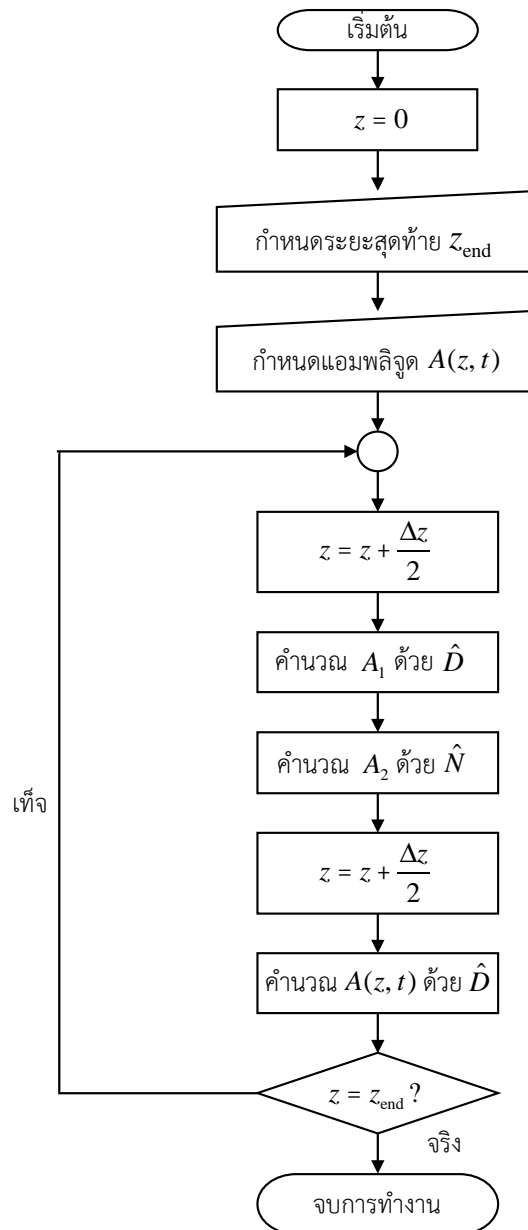 เริ่มต้น
z = 0
กำหนดระยะสุดท้าย z_end
กำหนดแอมพลิจูด A(z, t)
z = z + Δz/2
คำนวณ A₁ ด้วย D̂
คำนวณ A₂ ด้วย N̂
เท็จ
z = z + Δz/2
คำนวณ A(z, t) ด้วย D̂
z = z_end ?
จริง
จบการทำงาน